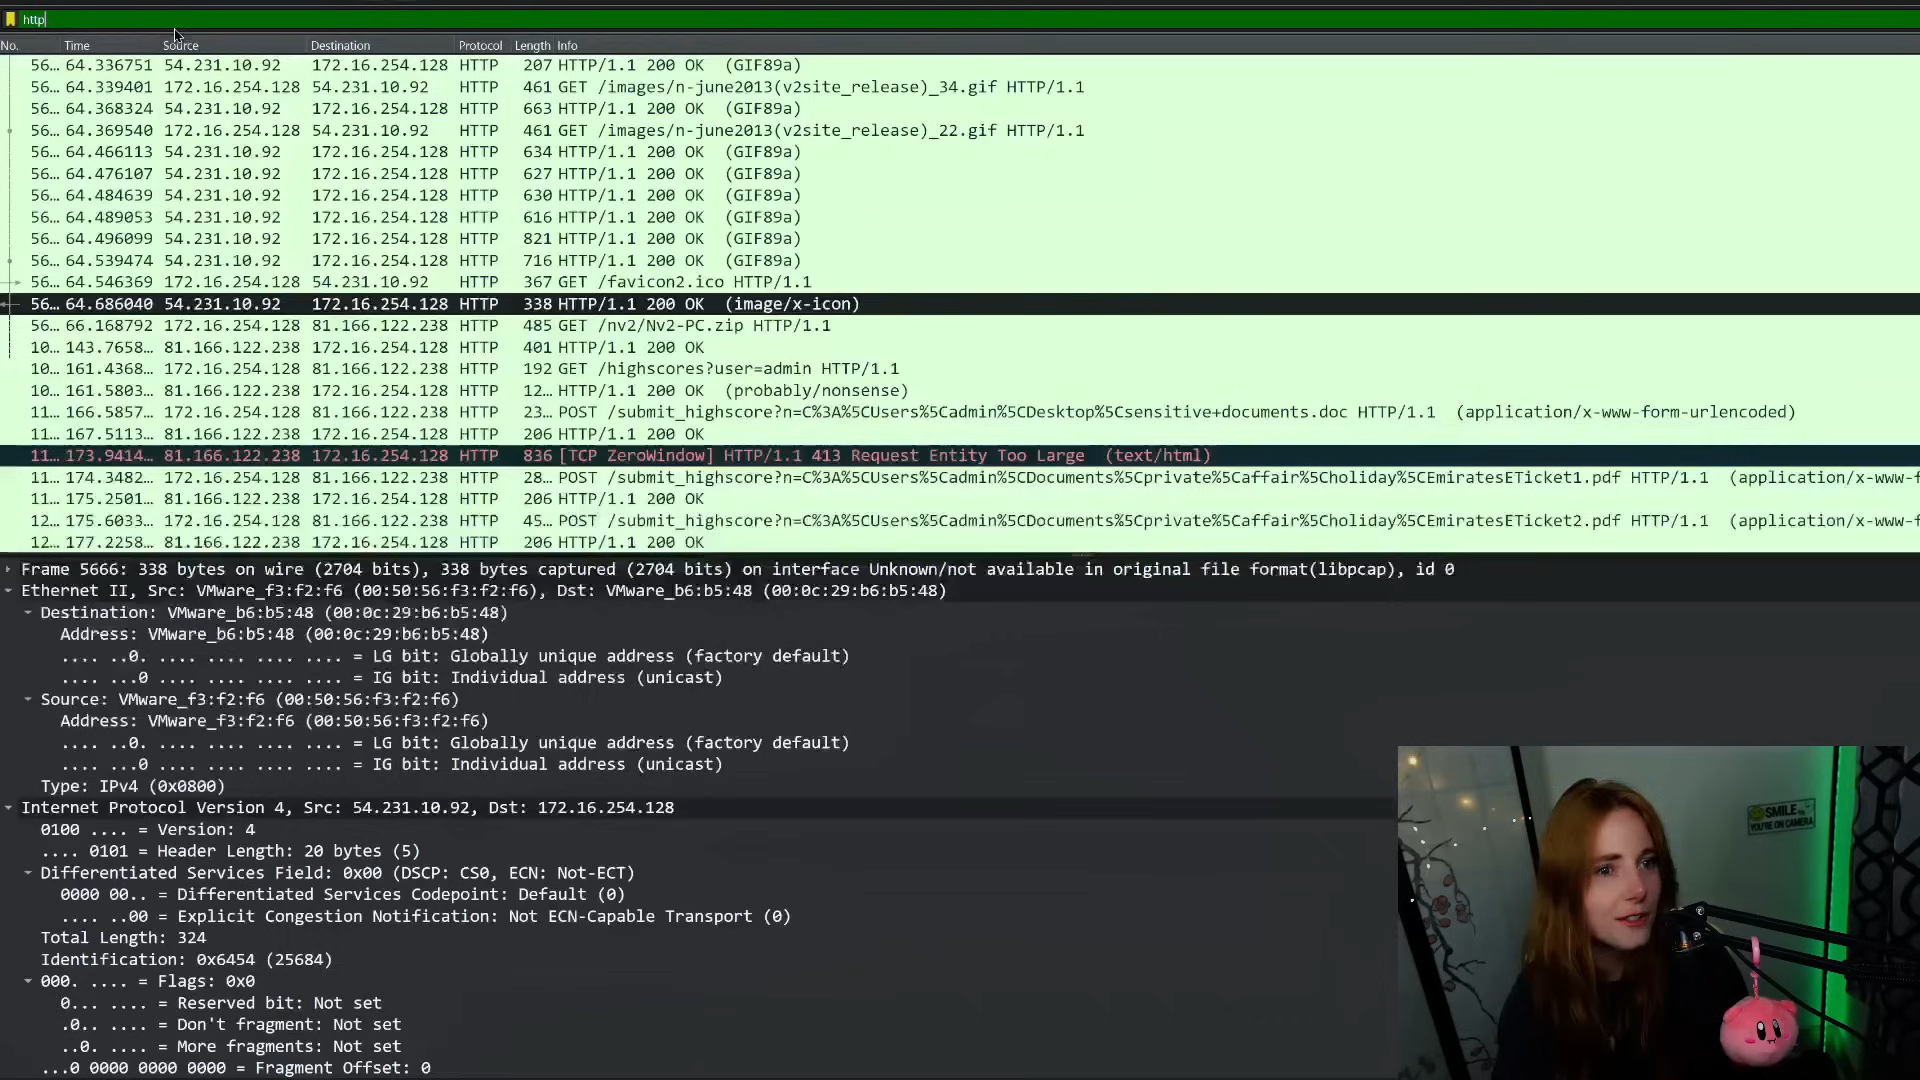 http
No. Time Source Destination Protocol Length Info
56… 64.336751 54.231.10.92 172.16.254.128 HTTP 207 HTTP/1.1 200 OK (GIF89a)
56… 64.339401 172.16.254.128 54.231.10.92 HTTP 461 GET /images/n-june2013(v2site_release)_34.gif HTTP/1.1
56… 64.368324 54.231.10.92 172.16.254.128 HTTP 663 HTTP/1.1 200 OK (GIF89a)
56… 64.369540 172.16.254.128 54.231.10.92 HTTP 461 GET /images/n-june2013(v2site_release)_22.gif HTTP/1.1
56… 64.466113 54.231.10.92 172.16.254.128 HTTP 634 HTTP/1.1 200 OK (GIF89a)
56… 64.476107 54.231.10.92 172.16.254.128 HTTP 627 HTTP/1.1 200 OK (GIF89a)
56… 64.484639 54.231.10.92 172.16.254.128 HTTP 630 HTTP/1.1 200 OK (GIF89a)
56… 64.489053 54.231.10.92 172.16.254.128 HTTP 616 HTTP/1.1 200 OK (GIF89a)
56… 64.496099 54.231.10.92 172.16.254.128 HTTP 821 HTTP/1.1 200 OK (GIF89a)
56… 64.539474 54.231.10.92 172.16.254.128 HTTP 716 HTTP/1.1 200 OK (GIF89a)
56… 64.546369 172.16.254.128 54.231.10.92 HTTP 367 GET /favicon2.ico HTTP/1.1
56… 64.686040 54.231.10.92 172.16.254.128 HTTP 338 HTTP/1.1 200 OK (image/x-icon)
56… 66.168792 172.16.254.128 81.166.122.238 HTTP 485 GET /nv2/Nv2-PC.zip HTTP/1.1
10… 143.7658… 81.166.122.238 172.16.254.128 HTTP 401 HTTP/1.1 200 OK
10… 161.4368… 172.16.254.128 81.166.122.238 HTTP 192 GET /highscores?user=admin HTTP/1.1
10… 161.5803… 81.166.122.238 172.16.254.128 HTTP 12… HTTP/1.1 200 OK (probably/nonsense)
11… 166.5857… 172.16.254.128 81.166.122.238 HTTP 23… POST /submit_highscore?n=C%3A%5CUsers%5Cadmin%5CDesktop%5Csensitive+documents.doc HTTP/1.1 (application/x-www-form-urlencoded)
11… 167.5113… 81.166.122.238 172.16.254.128 HTTP 206 HTTP/1.1 200 OK
11… 173.9414… 81.166.122.238 172.16.254.128 HTTP 836 [TCP ZeroWindow] HTTP/1.1 413 Request Entity Too Large (text/html)
11… 174.3482… 172.16.254.128 81.166.122.238 HTTP 28… POST /submit_highscore?n=C%3A%5CUsers%5Cadmin%5CDocuments%5Cprivate%5Caffair%5Choliday%5CEmiratesETicket1.pdf HTTP/1.1 (application/x-www-f
11… 175.2501… 81.166.122.238 172.16.254.128 HTTP 206 HTTP/1.1 200 OK
12… 175.6033… 172.16.254.128 81.166.122.238 HTTP 45… POST /submit_highscore?n=C%3A%5CUsers%5Cadmin%5CDocuments%5Cprivate%5Caffair%5Choliday%5CEmiratesETicket2.pdf HTTP/1.1 (application/x-www-f
12… 177.2258… 81.166.122.238 172.16.254.128 HTTP 206 HTTP/1.1 200 OK
Frame 5666: 338 bytes on wire (2704 bits), 338 bytes captured (2704 bits) on interface Unknown/not available in original file format(libpcap), id 0
Ethernet II, Src: VMware_f3:f2:f6 (00:50:56:f3:f2:f6), Dst: VMware_b6:b5:48 (00:0c:29:b6:b5:48)
Destination: VMware_b6:b5:48 (00:0c:29:b6:b5:48)
Address: VMware_b6:b5:48 (00:0c:29:b6:b5:48)
.... ..0. .... .... .... .... = LG bit: Globally unique address (factory default)
.... ...0 .... .... .... .... = IG bit: Individual address (unicast)
Source: VMware_f3:f2:f6 (00:50:56:f3:f2:f6)
Address: VMware_f3:f2:f6 (00:50:56:f3:f2:f6)
.... ..0. .... .... .... .... = LG bit: Globally unique address (factory default)
.... ...0 .... .... .... .... = IG bit: Individual address (unicast)
Type: IPv4 (0x0800)
Internet Protocol Version 4, Src: 54.231.10.92, Dst: 172.16.254.128
0100 .... = Version: 4
.... 0101 = Header Length: 20 bytes (5)
Differentiated Services Field: 0x00 (DSCP: CS0, ECN: Not-ECT)
0000 00.. = Differentiated Services Codepoint: Default (0)
.... ..00 = Explicit Congestion Notification: Not ECN-Capable Transport (0)
Total Length: 324
Identification: 0x6454 (25684)
000. .... = Flags: 0x0
0... .... = Reserved bit: Not set
.0.. .... = Don't fragment: Not set
..0. .... = More fragments: Not set
...0 0000 0000 0000 = Fragment Offset: 0
SMILE
YOU'RE ON CAMERA